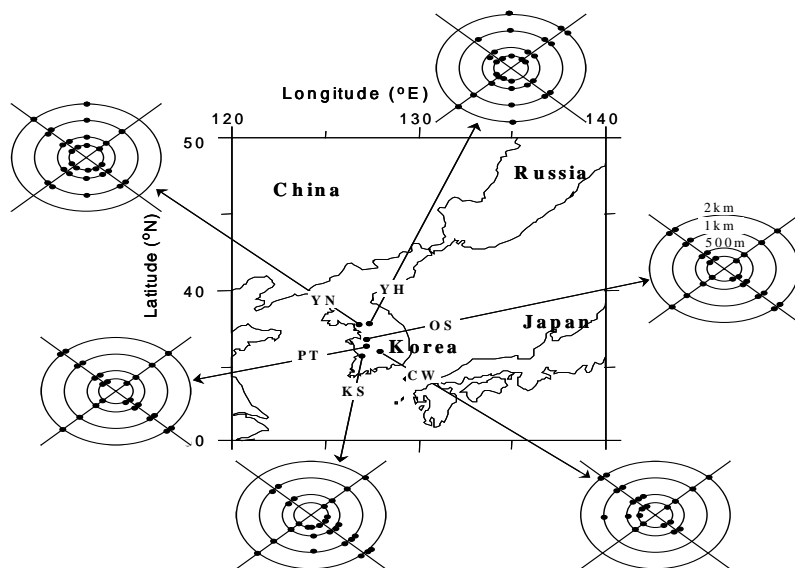 Longitude (°E)
120 130 140
50
China
Russia
2km
1km
500m
Latitude (°N)
40
YN
YH
OS
Japan
Korea
PT
CW
KS
0